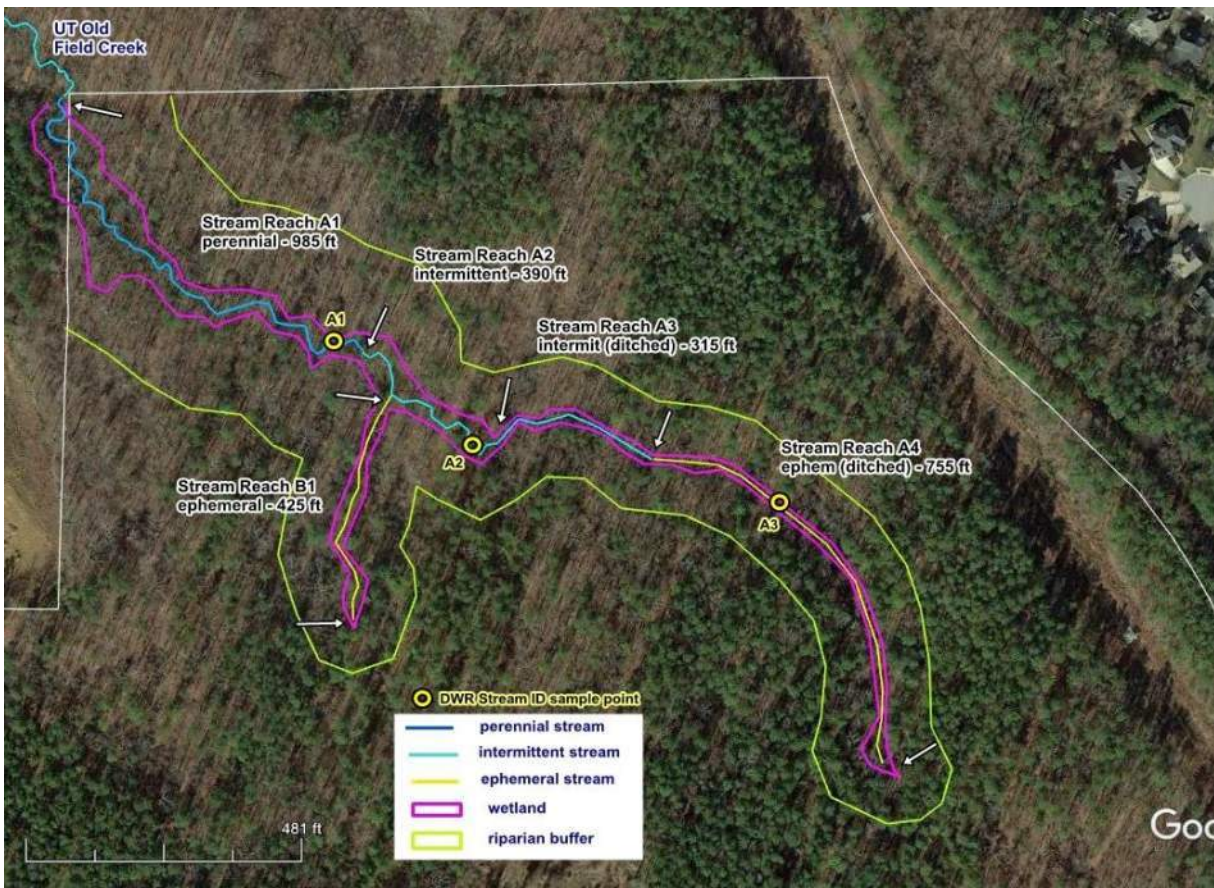 UT Old
Field Creek
Stream Reach A1
perennial - 985 ft
Stream Reach A2
intermittent - 390 ft
A1
Stream Reach A3
intermit (ditched) - 315 ft
A2
Stream Reach A4
ephem (ditched) - 755 ft
Stream Reach B1
ephemeral - 425 ft
A3
DWR Stream ID sample point
perennial stream
intermittent stream
ephemeral stream
wetland
riparian buffer
481 ft
Goo